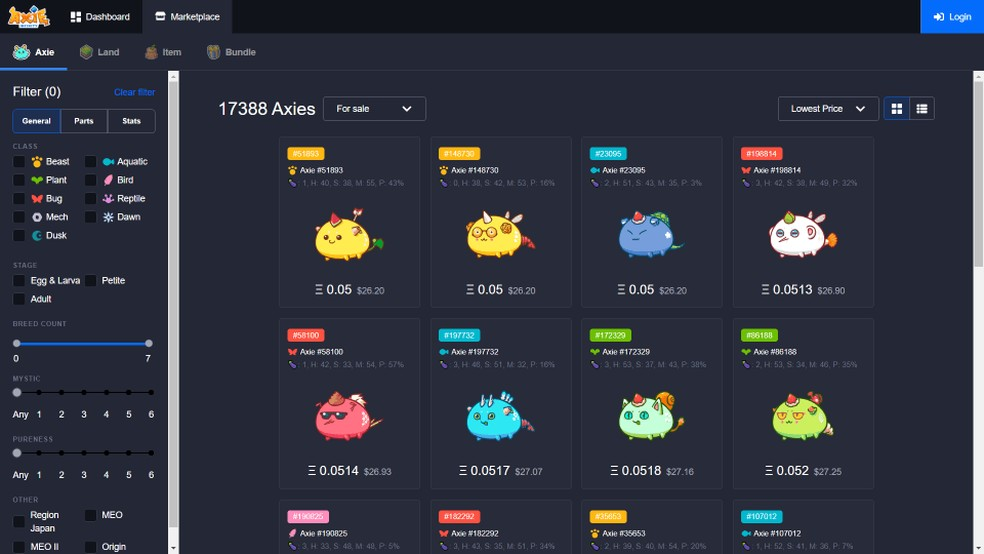 AXIE
Dashboard
Marketplace
Login
Axie
Land
Item
Bundle
Filter (0)
Clear filter
General
Parts
Stats
CLASS
Beast
Aquatic
Plant
Bird
Bug
Reptile
Mech
Dawn
Dusk
STAGE
Egg & Larva
Petite
Adult
BREED COUNT
0
7
MYSTIC
Any 1 2 3 4 5 6
PURENESS
Any 1 2 3 4 5 6
OTHER
Region
Japan
MEO
MEO II
Origin
17388 Axies
For sale
Lowest Price
#51893
Axie #51893
1, H: 40, S: 38, M: 55, P: 43%
Ξ 0.05 $26.20
#148730
Axie #148730
0, H: 38, S: 42, M: 53, P: 16%
Ξ 0.05 $26.20
#23095
Axie #23095
2, H: 51, S: 43, M: 35, P: 3%
Ξ 0.05 $26.20
#198814
Axie #198814
3, H: 42, S: 38, M: 49, P: 32%
Ξ 0.0513 $26.90
#58100
Axie #58100
1, H: 42, S: 33, M: 54, P: 57%
Ξ 0.0514 $26.93
#197732
Axie #197732
3, H: 46, S: 51, M: 32, P: 16%
Ξ 0.0517 $27.07
#172329
Axie #172329
3, H: 53, S: 37, M: 43, P: 38%
Ξ 0.0518 $27.16
#86188
Axie #86188
2, H: 53, S: 34, M: 46, P: 35%
Ξ 0.052 $27.25
#190825
Axie #190825
3, H: 33, S: 48, M: 48, P: 5%
#182292
Axie #182292
3, H: 43, S: 35, M: 51, P: 34%
#35653
Axie #35653
2, H: 39, S: 40, M: 54, P: 20%
#107012
Axie #107012
1, H: 52, S: 41, M: 36, P: 7%